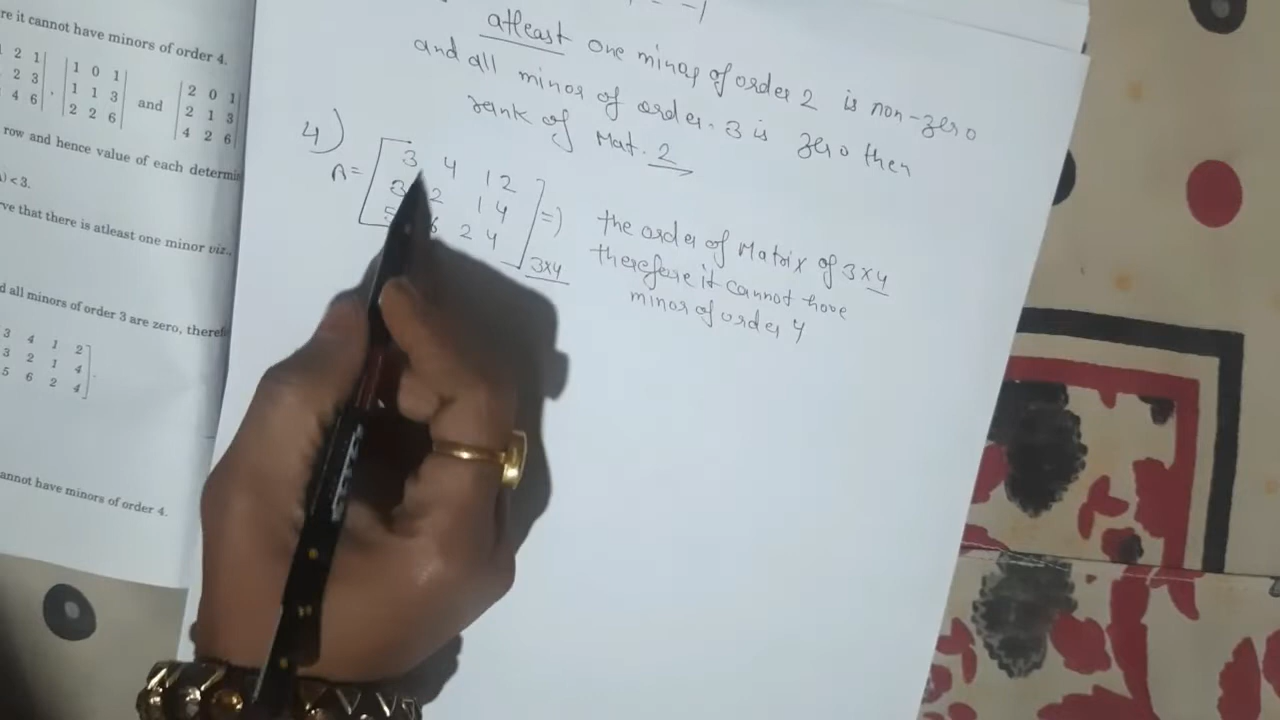 re it cannot have minors of order 4.
2 1 | | 1 0 1 | | 2 0 1
2 3 | , | 1 1 3 | and | 2 1 3
4 6 | | 2 2 6 | | 4 2 6
row and hence value of each determi
) < 3.
ve that there is atleast one minor viz.,
d all minors of order 3 are zero, theref
3 4 1 2
3 2 1 4
5 6 2 4
annot have minors of order 4.
= -1
atleast one minor of order 2 is non-zero
and all minor of order. 3 is zero then
rank of Mat. 2
4)
A = [ 3 4 1 2
3 2 1 4
6 2 4 ] 3x4 =)
the order of Matrix of 3x4
therefore it cannot have
minor of order 4